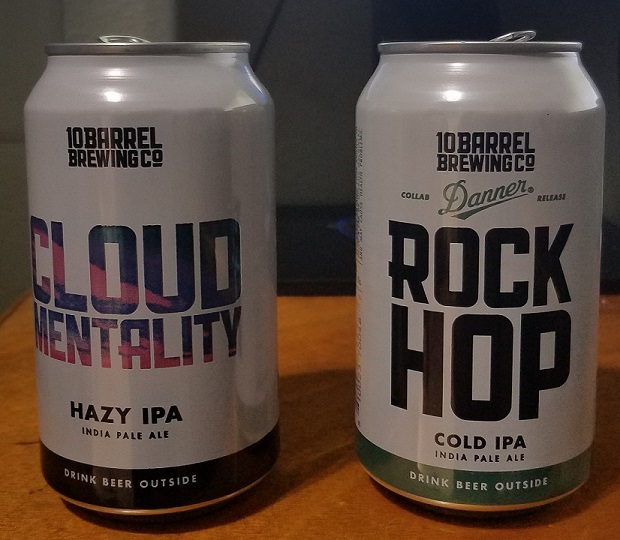 10 BARREL
BREWING CO
CLOUD
MENTALITY
HAZY IPA
INDIA PALE ALE
DRINK BEER OUTSIDE
10 BARREL
BREWING CO
COLLAB Danner® RELEASE
ROCK
HOP
COLD IPA
INDIA PALE ALE
DRINK BEER OUTSIDE